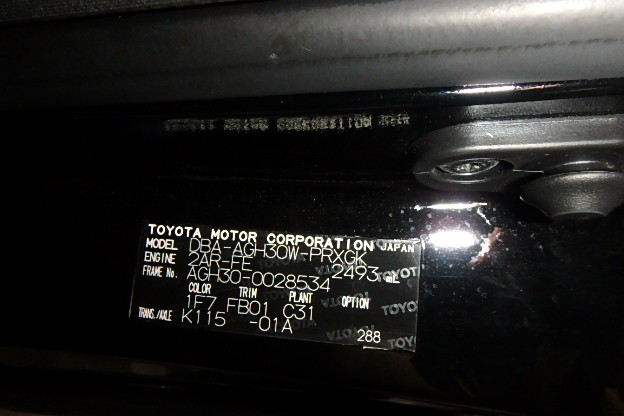 TOYOTA MOTOR CORPORATION JAPAN
MODEL DBA-AGH30W-PRXGK
ENGINE 2AR-FE 2493 mL
FRAME No. AGH30-0028534
COLOR TRIM PLANT OPTION
1F7 FB01 C31
TRANS./AXLE K115 -01A
288